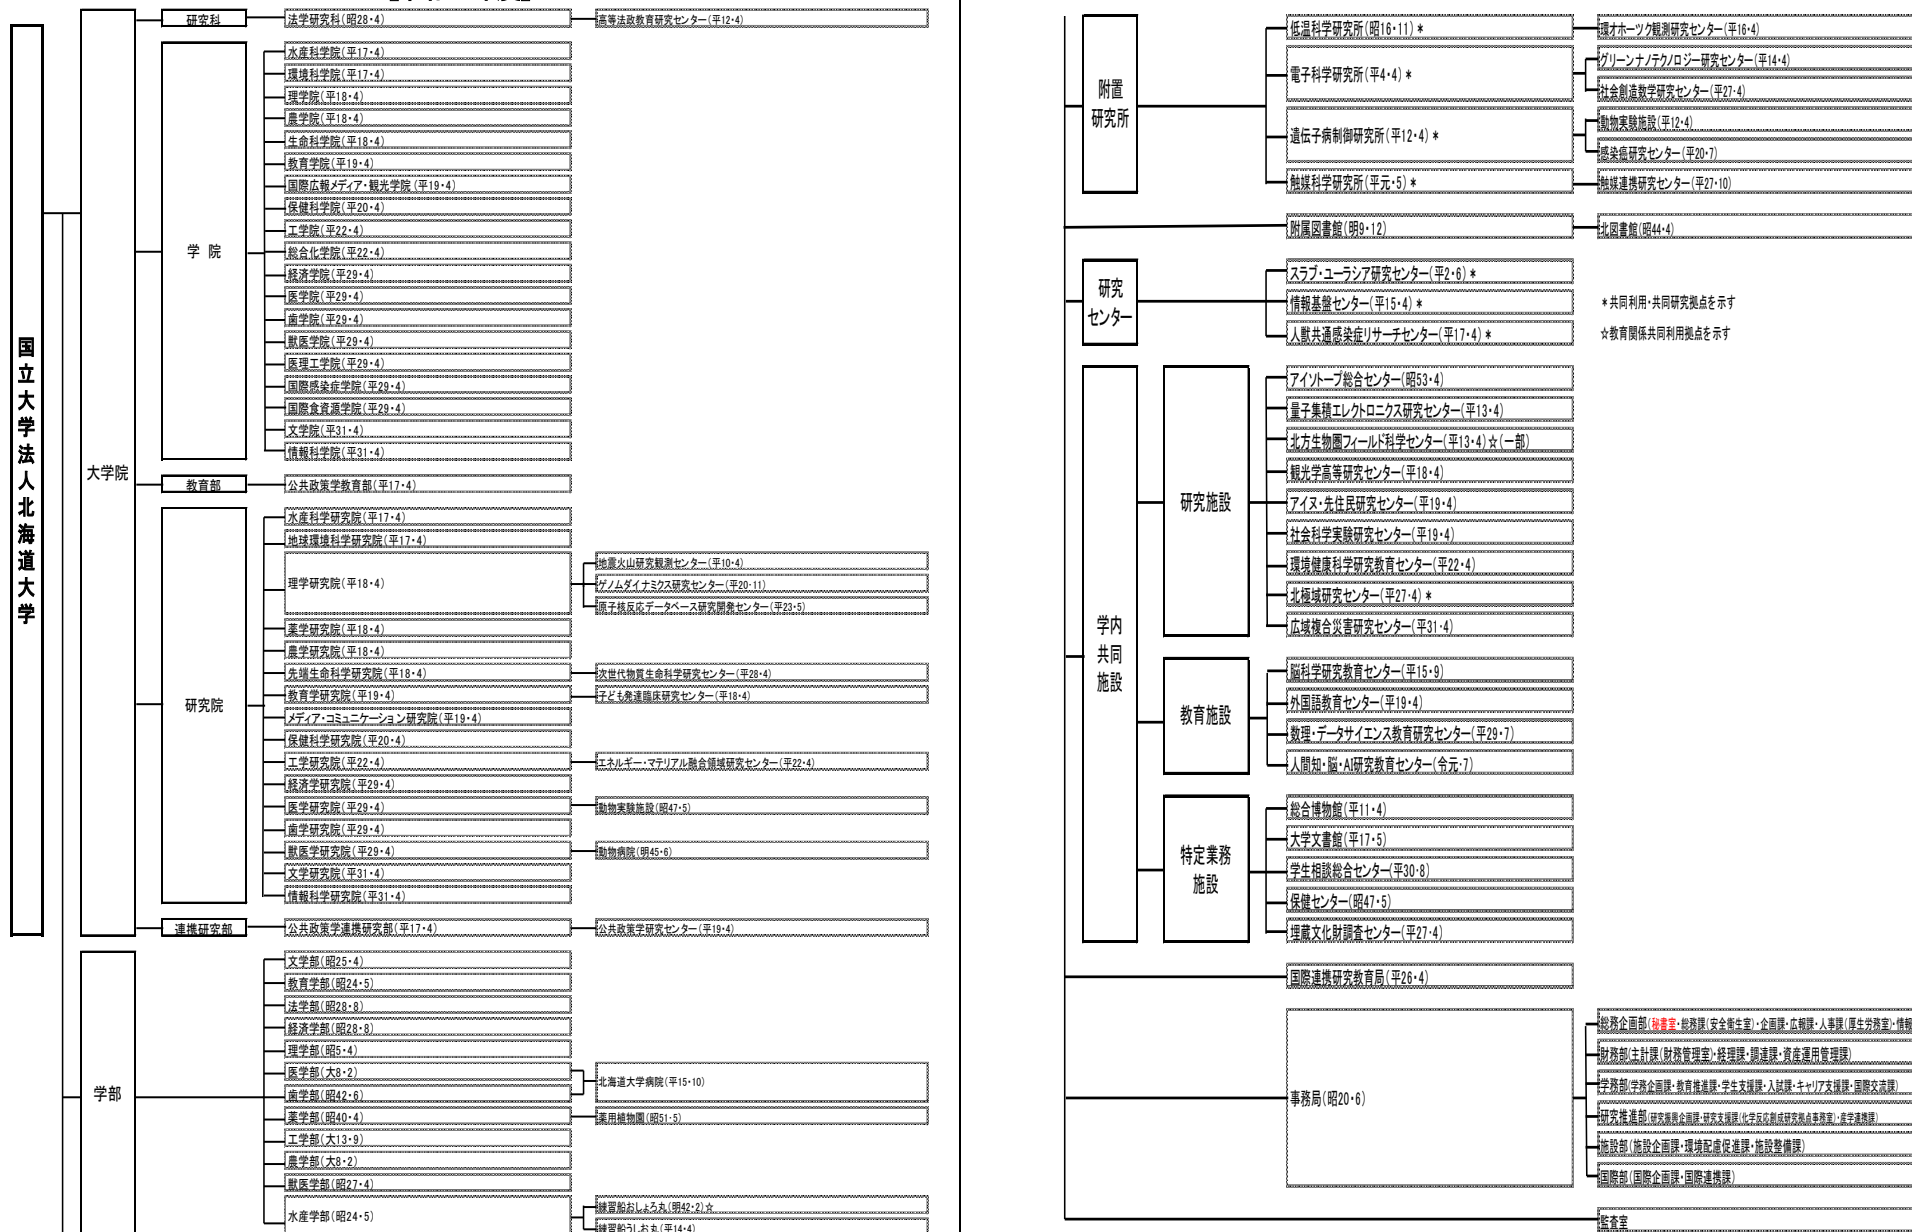 国立大学法人北海道大学
大学院
研究科
法学研究科(昭28・4)
高等法政教育研究センター(平12・4)
学 院
水産科学院(平17・4)
環境科学院(平17・4)
理学院(平18・4)
農学院(平18・4)
生命科学院(平18・4)
教育学院(平19・4)
国際広報メディア・観光学院(平19・4)
保健科学院(平20・4)
工学院(平22・4)
総合化学院(平22・4)
経済学院(平29・4)
医学院(平29・4)
歯学院(平29・4)
獣医学院(平29・4)
医理工学院(平29・4)
国際感染症学院(平29・4)
国際食資源学院(平29・4)
文学院(平31・4)
情報科学院(平31・4)
教育部
公共政策学教育部(平17・4)
研究院
水産科学研究院(平17・4)
地球環境科学研究院(平17・4)
理学研究院(平18・4)
地震火山研究観測センター(平10・4)
ゲノムダイナミクス研究センター(平20・11)
原子核反応データベース研究開発センター(平23・5)
薬学研究院(平18・4)
農学研究院(平18・4)
先端生命科学研究院(平18・4)
次世代物質生命科学研究センター(平28・4)
教育学研究院(平19・4)
子ども発達臨床研究センター(平18・4)
メディア・コミュニケーション研究院(平19・4)
保健科学研究院(平20・4)
工学研究院(平22・4)
エネルギー・マテリアル融合領域研究センター(平22・4)
経済学研究院(平29・4)
医学研究院(平29・4)
動物実験施設(昭47・5)
歯学研究院(平29・4)
獣医学研究院(平29・4)
動物病院(明45・6)
文学研究院(平31・4)
情報科学研究院(平31・4)
連携研究部
公共政策学連携研究部(平17・4)
公共政策学研究センター(平19・4)
学部
文学部(昭25・4)
教育学部(昭24・5)
法学部(昭28・8)
経済学部(昭28・8)
理学部(昭5・4)
医学部(大8・2)
歯学部(昭42・6)
北海道大学病院(平15・10)
薬学部(昭40・4)
薬用植物園(昭51・5)
工学部(大13・9)
農学部(大8・2)
獣医学部(昭27・4)
水産学部(昭24・5)
練習船おしょろ丸(明42・2)☆
練習船うしお丸(平14・4)
附置
研究所
低温科学研究所(昭16・11)＊
環オホーツク観測研究センター(平16・4)
電子科学研究所(平4・4)＊
グリーンナノテクノロジー研究センター(平14・4)
社会創造数学研究センター(平27・4)
遺伝子病制御研究所(平12・4)＊
動物実験施設(平12・4)
感染癌研究センター(平20・7)
触媒科学研究所(平元・5)＊
触媒連携研究センター(平27・10)
附属図書館(明9・12)
北図書館(昭44・4)
研究
センター
スラブ・ユーラシア研究センター(平2・6)＊
情報基盤センター(平15・4)＊
人獣共通感染症リサーチセンター(平17・4)＊
＊共同利用・共同研究拠点を示す
☆教育関係共同利用拠点を示す
学内
共同
施設
研究施設
アイソトープ総合センター(昭53・4)
量子集積エレクトロニクス研究センター(平13・4)
北方生物圏フィールド科学センター(平13・4)☆(一部)
観光学高等研究センター(平18・4)
アイヌ・先住民研究センター(平19・4)
社会科学実験研究センター(平19・4)
環境健康科学研究教育センター(平22・4)
北極域研究センター(平27・4)＊
広域複合災害研究センター(平31・4)
教育施設
脳科学研究教育センター(平15・9)
外国語教育センター(平19・4)
数理・データサイエンス教育研究センター(平29・7)
人間知・脳・AI研究教育センター(令元・7)
特定業務
施設
総合博物館(平11・4)
大学文書館(平17・5)
学生相談総合センター(平30・8)
保健センター(昭47・5)
埋蔵文化財調査センター(平27・4)
国際連携研究教育局(平26・4)
事務局(昭20・6)
総務企画部(秘書室・総務課(安全衛生室)・企画課・広報課・人事課(厚生労務室)・情報
財務部(主計課(財務管理室)・経理課・調達課・資産運用管理課)
学務部(学務企画課・教育推進課・学生支援課・入試課・キャリア支援課・国際交流課)
研究推進部(研究振興企画課・研究支援課(化学反応創成研究拠点事務室)・産学連携課)
施設部(施設企画課・環境配慮促進課・施設整備課)
国際部(国際企画課・国際連携課)
監査室